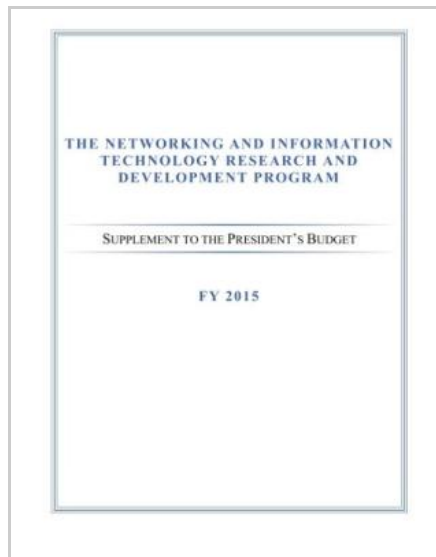 THE NETWORKING AND INFORMATION
TECHNOLOGY RESEARCH AND
DEVELOPMENT PROGRAM
SUPPLEMENT TO THE PRESIDENT'S BUDGET
FY 2015